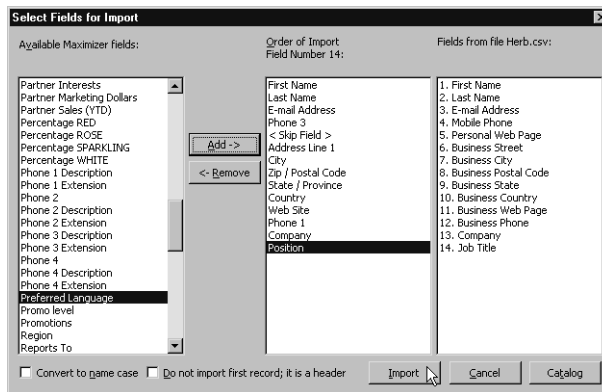 Select Fields for Import
Available Maximizer fields:
Order of Import
Field Number 14:
Fields from file Herb.csv:
Partner Interests
Partner Marketing Dollars
Partner Sales (YTD)
Percentage RED
Percentage ROSE
Percentage SPARKLING
Percentage WHITE
Phone 1 Description
Phone 1 Extension
Phone 2
Phone 2 Description
Phone 2 Extension
Phone 3 Description
Phone 3 Extension
Phone 4
Phone 4 Description
Phone 4 Extension
Preferred Language
Promo level
Promotions
Region
Reports To
Add ->
<- Remove
First Name
Last Name
E-mail Address
Phone 3
< Skip Field >
Address Line 1
City
Zip / Postal Code
State / Province
Country
Web Site
Phone 1
Company
Position
1. First Name
2. Last Name
3. E-mail Address
4. Mobile Phone
5. Personal Web Page
6. Business Street
7. Business City
8. Business Postal Code
9. Business State
10. Business Country
11. Business Web Page
12. Business Phone
13. Company
14. Job Title
Convert to name case
Do not import first record; it is a header
Import
Cancel
Catalog